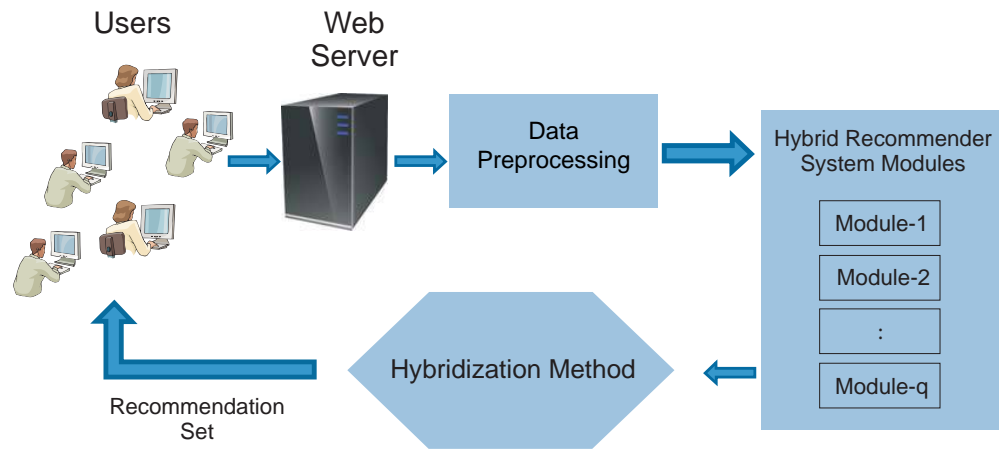 Users
Web
Server
Data
Preprocessing
Hybrid Recommender
System Modules
Module-1
Module-2
:
Module-q
Hybridization Method
Recommendation
Set